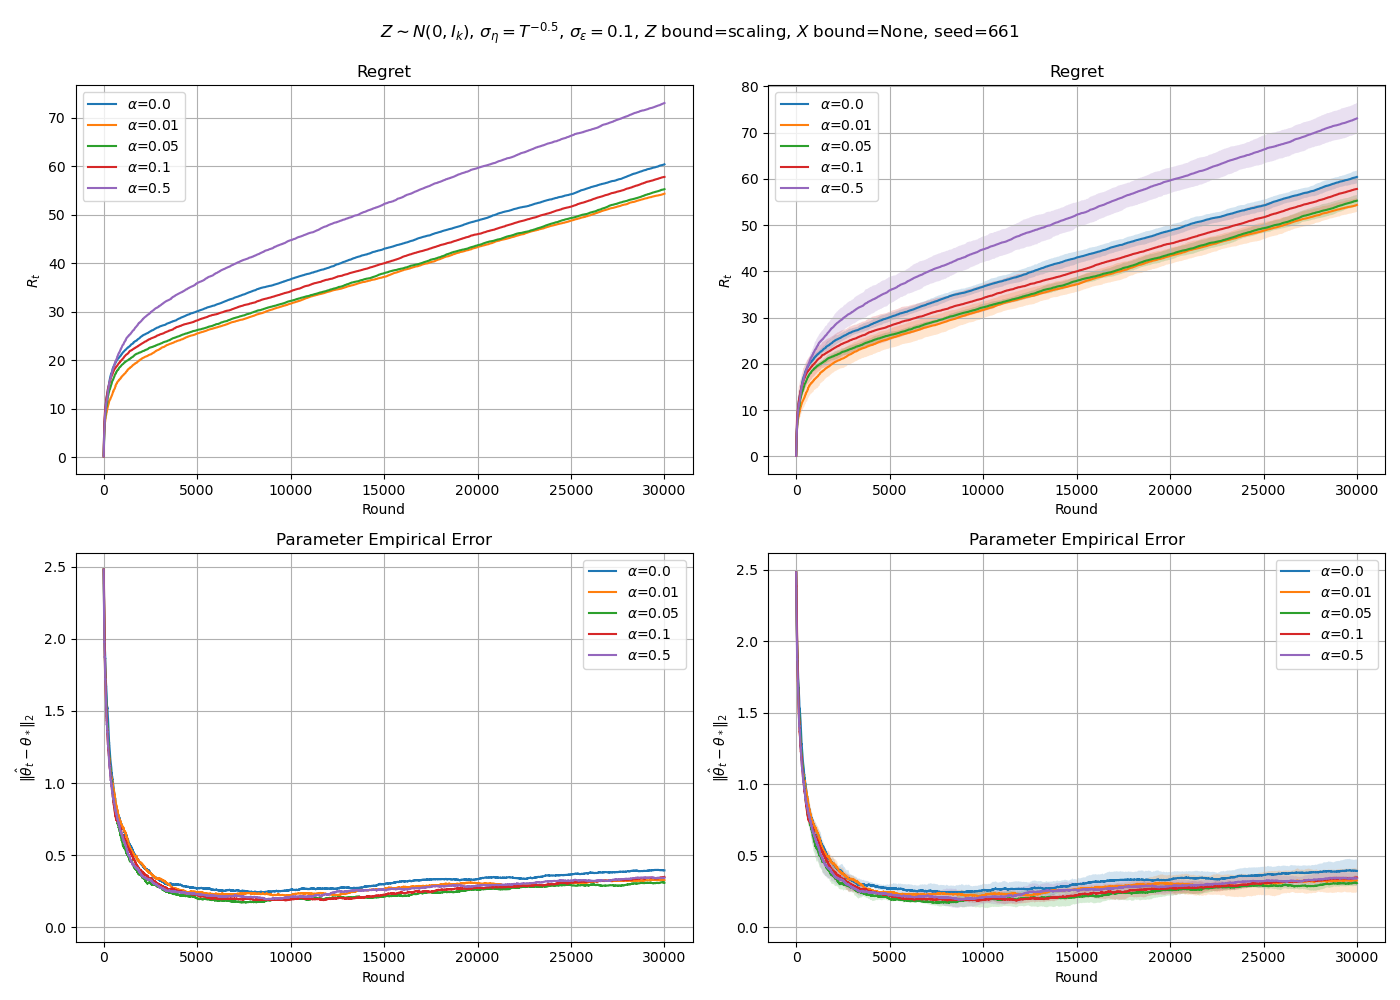 Z ~ N(0, I_k), σ_η = T^{-0.5}, σ_ε = 0.1, Z bound=scaling, X bound=None, seed=661
Regret
R_t
70
60
50
40
30
20
10
0
α=0.0
α=0.01
α=0.05
α=0.1
α=0.5
0 5000 10000 15000 20000 25000 30000
Round
Regret
R_t
80
70
60
50
40
30
20
10
0
α=0.0
α=0.01
α=0.05
α=0.1
α=0.5
0 5000 10000 15000 20000 25000 30000
Round
Parameter Empirical Error
‖θ̂_t − θ_*‖₂
2.5
2.0
1.5
1.0
0.5
0.0
α=0.0
α=0.01
α=0.05
α=0.1
α=0.5
0 5000 10000 15000 20000 25000 30000
Round
Parameter Empirical Error
‖θ̂_t − θ_*‖₂
2.5
2.0
1.5
1.0
0.5
0.0
α=0.0
α=0.01
α=0.05
α=0.1
α=0.5
0 5000 10000 15000 20000 25000 30000
Round